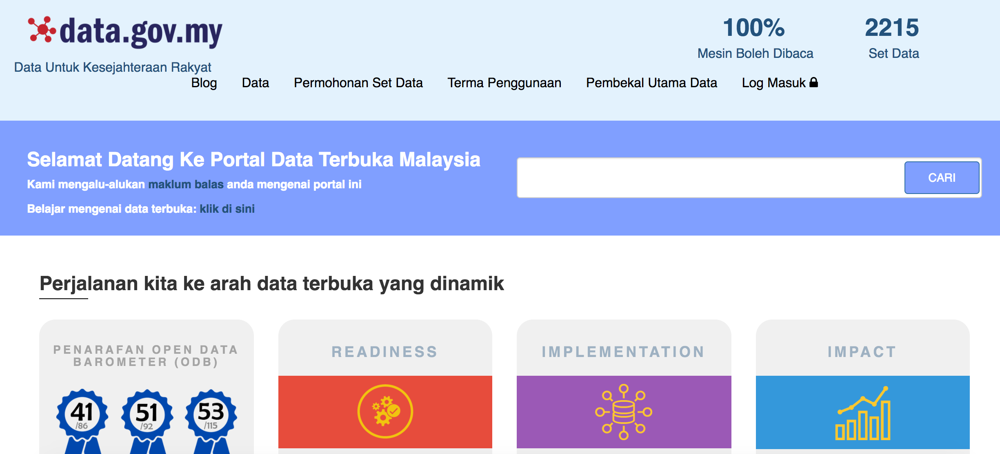 data.gov.my
Data Untuk Kesejahteraan Rakyat
100%
Mesin Boleh Dibaca
2215
Set Data
Blog Data Permohonan Set Data Terma Penggunaan Pembekal Utama Data Log Masuk
Selamat Datang Ke Portal Data Terbuka Malaysia
Kami mengalu-alukan maklum balas anda mengenai portal ini
Belajar mengenai data terbuka: klik di sini
CARI
Perjalanan kita ke arah data terbuka yang dinamik
PENARAFAN OPEN DATA
BAROMETER (ODB)
41
/86
51
/92
53
/115
READINESS
IMPLEMENTATION
IMPACT